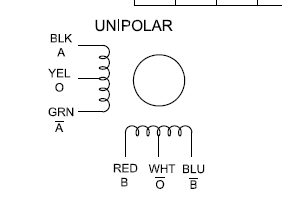 UNIPOLAR
BLK
A
YEL
O
GRN
A̅
RED WHT BLU
B O̅ B̅